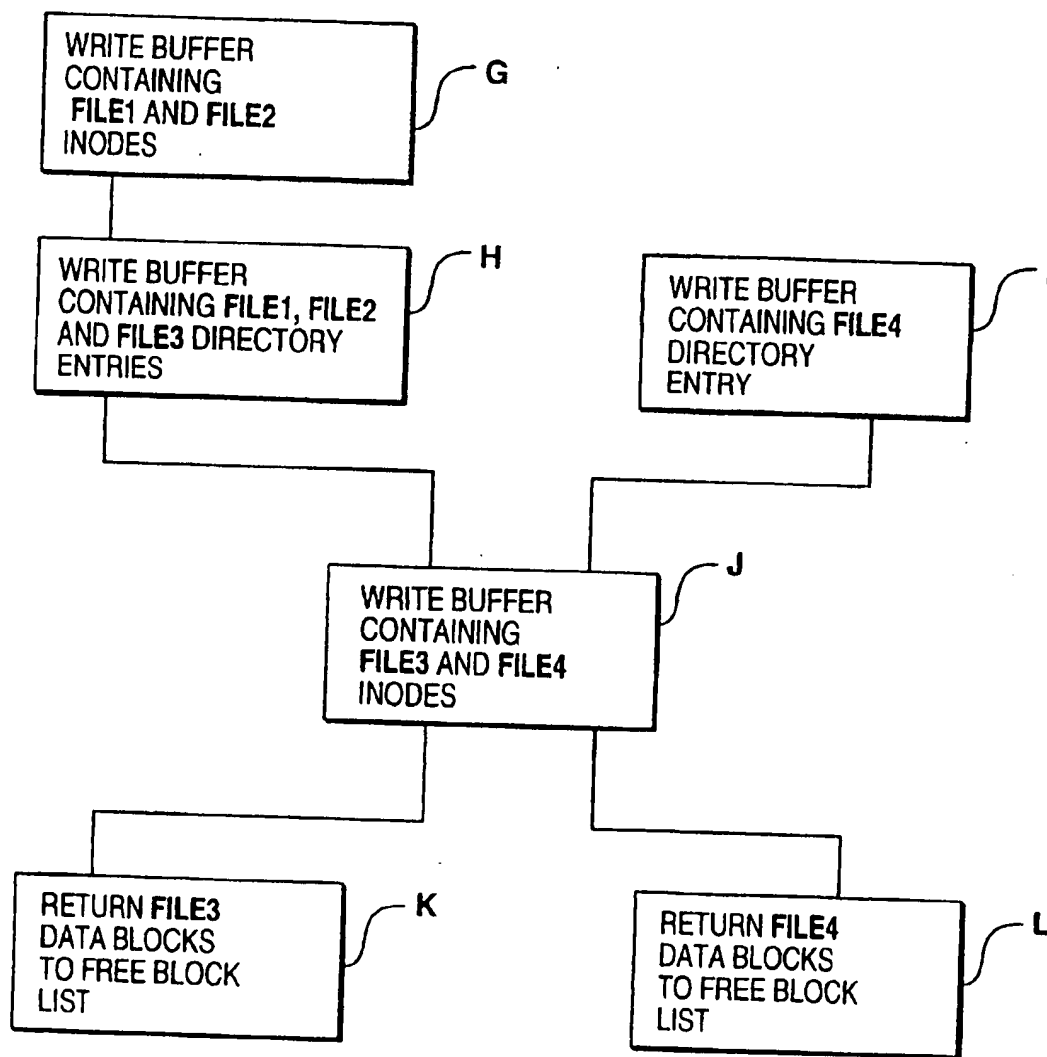 WRITE BUFFER
CONTAINING
FILE1 AND FILE2
INODES
G
WRITE BUFFER
CONTAINING FILE1, FILE2
AND FILE3 DIRECTORY
ENTRIES
H
WRITE BUFFER
CONTAINING FILE4
DIRECTORY
ENTRY
WRITE BUFFER
CONTAINING
FILE3 AND FILE4
INODES
J
RETURN FILE3
DATA BLOCKS
TO FREE BLOCK
LIST
K
RETURN FILE4
DATA BLOCKS
TO FREE BLOCK
LIST
L